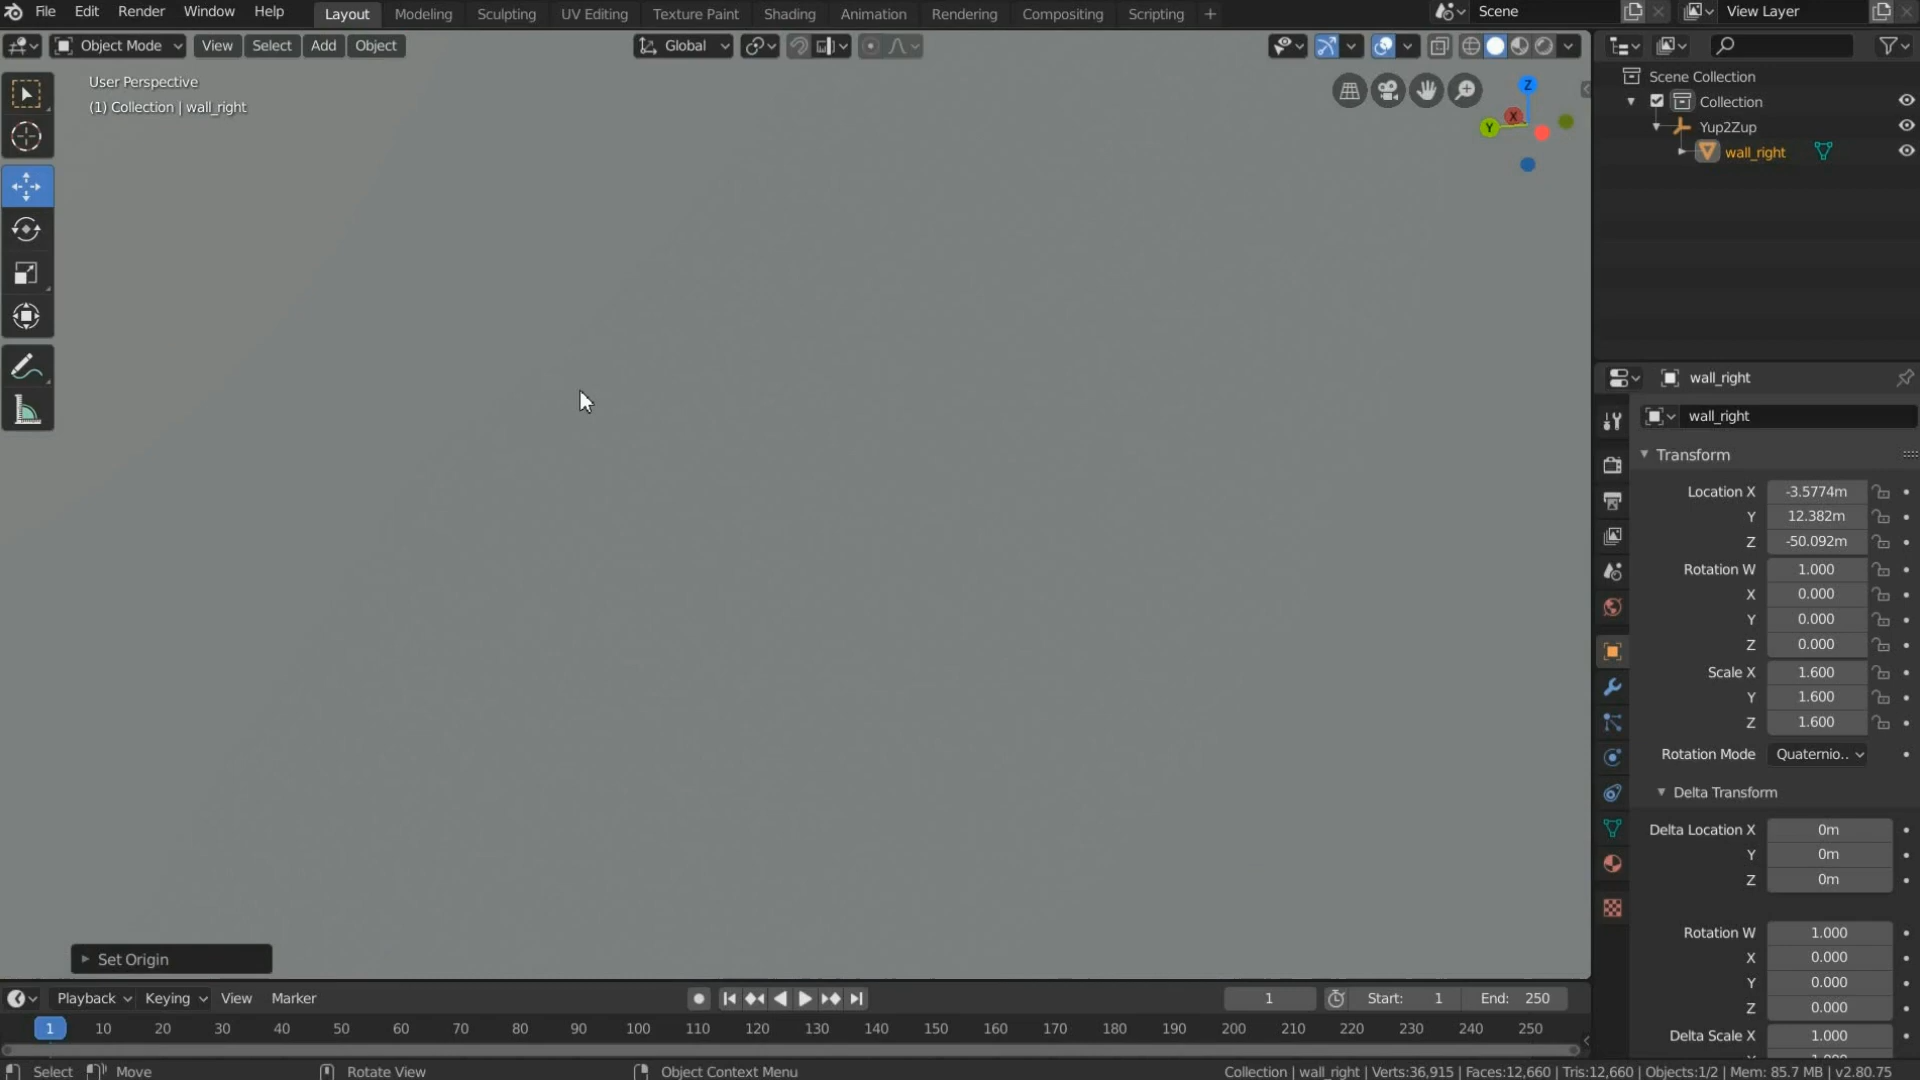 File Edit Render Window Help Layout Modeling Sculpting UV Editing Texture Paint Shading Animation Rendering Compositing Scripting + Scene View Layer
Object Mode View Select Add Object Global
User Perspective
(1) Collection | wall_right
Z
X
Y
Scene Collection
Collection
Yup2Zup
wall_right
wall_right
wall_right
Transform
Location X -3.5774m
Y 12.382m
Z -50.092m
Rotation W 1.000
X 0.000
Y 0.000
Z 0.000
Scale X 1.600
Y 1.600
Z 1.600
Rotation Mode Quaternio..
Delta Transform
Delta Location X 0m
Y 0m
Z 0m
Rotation W 1.000
X 0.000
Y 0.000
Z 0.000
Delta Scale X 1.000
Set Origin
Playback Keying View Marker 1 Start: 1 End: 250
1 10 20 30 40 50 60 70 80 90 100 110 120 130 140 150 160 170 180 190 200 210 220 230 240 250
Select Move Rotate View Object Context Menu Collection | wall_right | Verts:36,915 | Faces:12,660 | Tris:12,660 | Objects:1/2 | Mem: 85.7 MB | v2.80.75